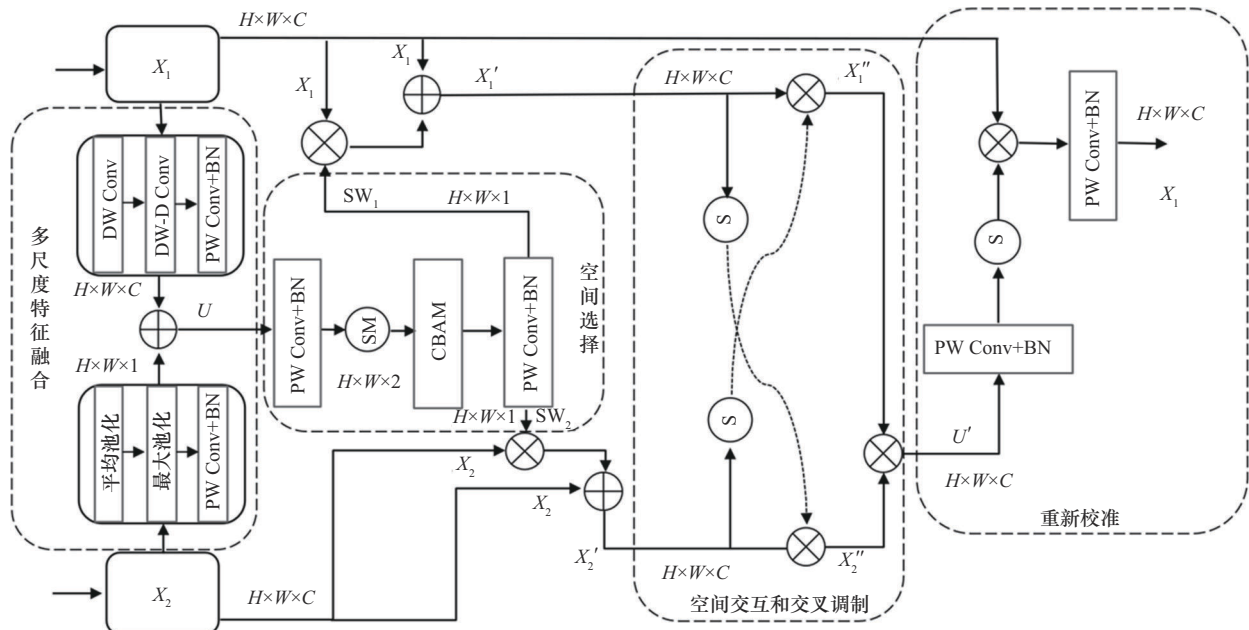 H×W×C
X₁
DW Conv
DW-D Conv
PW Conv+BN
H×W×C
多尺度特征融合
U
H×W×1
平均池化
最大池化
PW Conv+BN
X₂
H×W×C
X₁
X₁
X₁′
SW₁
H×W×1
PW Conv+BN
SM
H×W×2
CBAM
PW Conv+BN
空间选择
H×W×1
SW₂
X₂
X₂
X₂′
H×W×C
X₁″
S
S
H×W×C
X₂″
空间交互和交叉调制
U′
H×W×C
PW Conv+BN
S
PW Conv+BN
H×W×C
X₁
重新校准